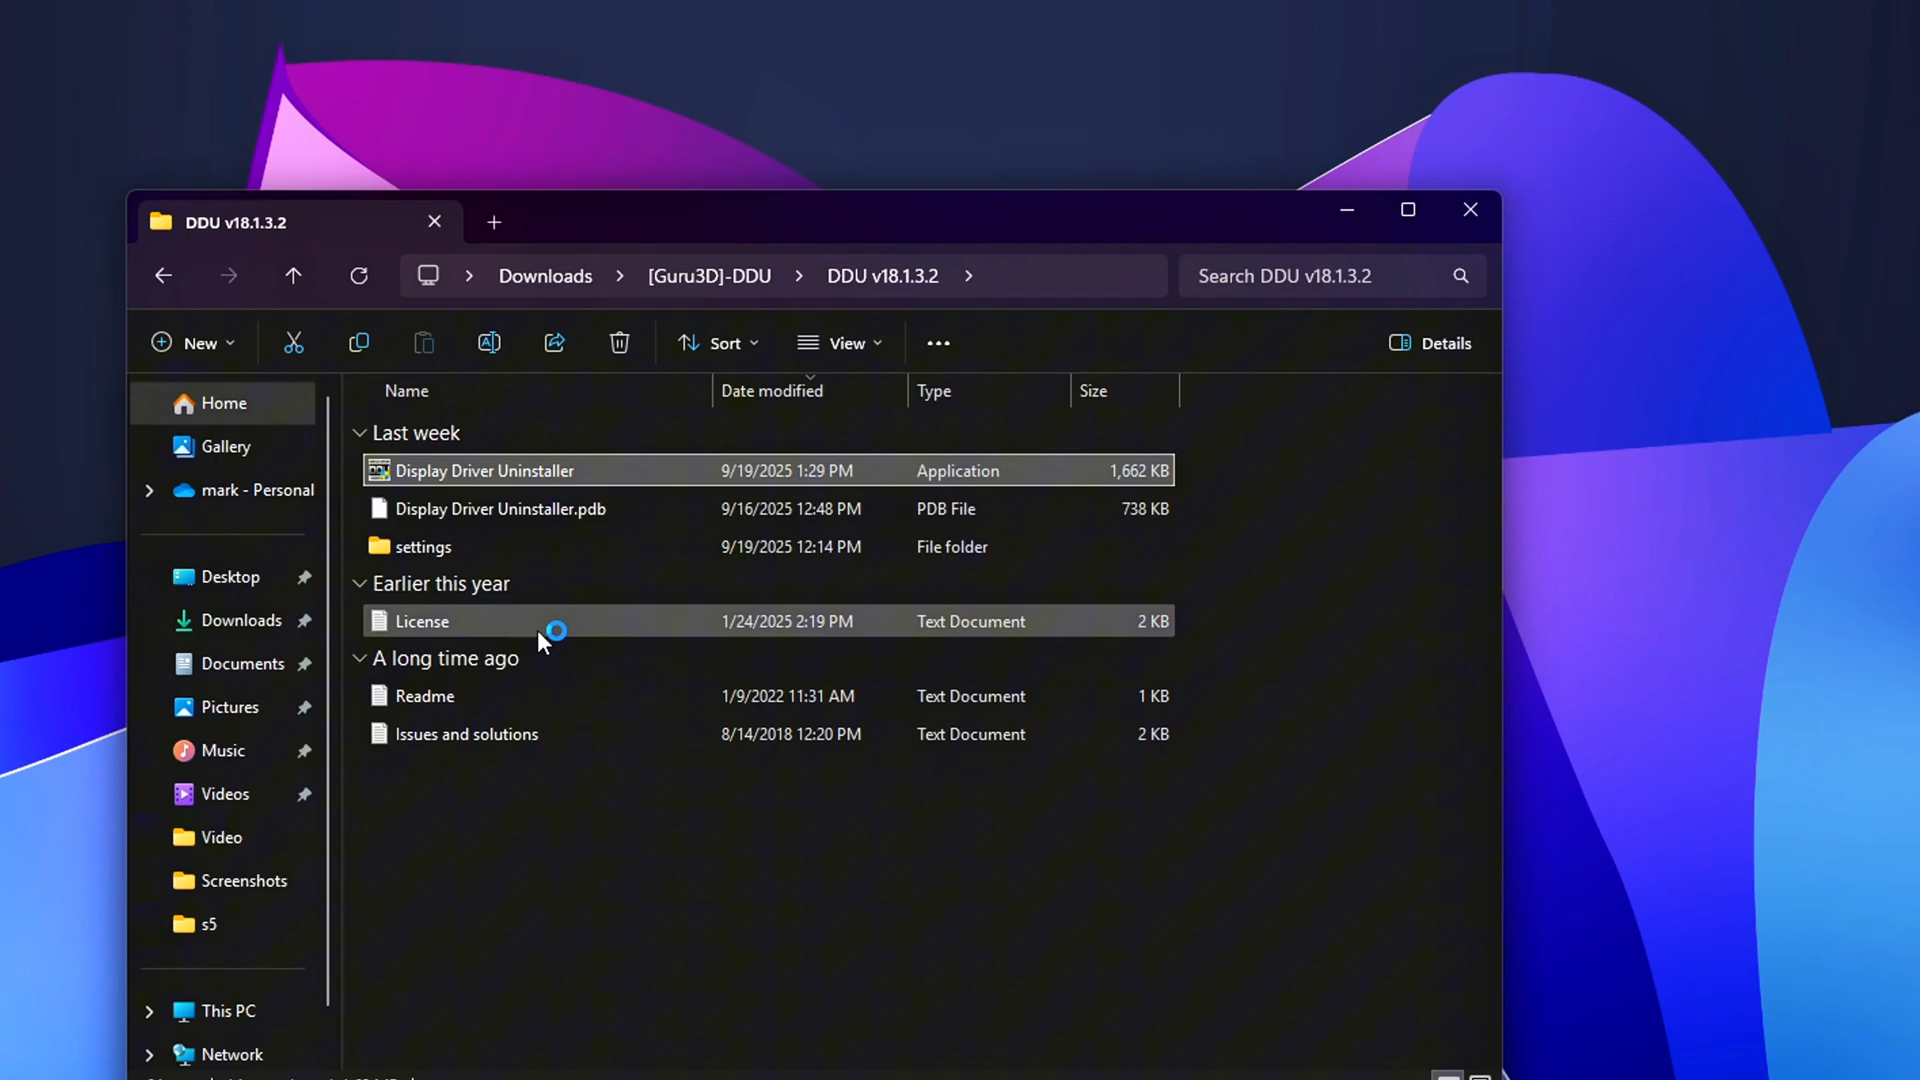 DDU v18.1.3.2
Downloads > [Guru3D]-DDU > DDU v18.1.3.2 >
Search DDU v18.1.3.2
New
Sort
View
Details
Name Date modified Type Size
Last week
Display Driver Uninstaller 9/19/2025 1:29 PM Application 1,662 KB
Display Driver Uninstaller.pdb 9/16/2025 12:48 PM PDB File 738 KB
settings 9/19/2025 12:14 PM File folder
Earlier this year
License 1/24/2025 2:19 PM Text Document 2 KB
A long time ago
Readme 1/9/2022 11:31 AM Text Document 1 KB
Issues and solutions 8/14/2018 12:20 PM Text Document 2 KB
Home
Gallery
mark - Personal
Desktop
Downloads
Documents
Pictures
Music
Videos
Video
Screenshots
s5
This PC
Network